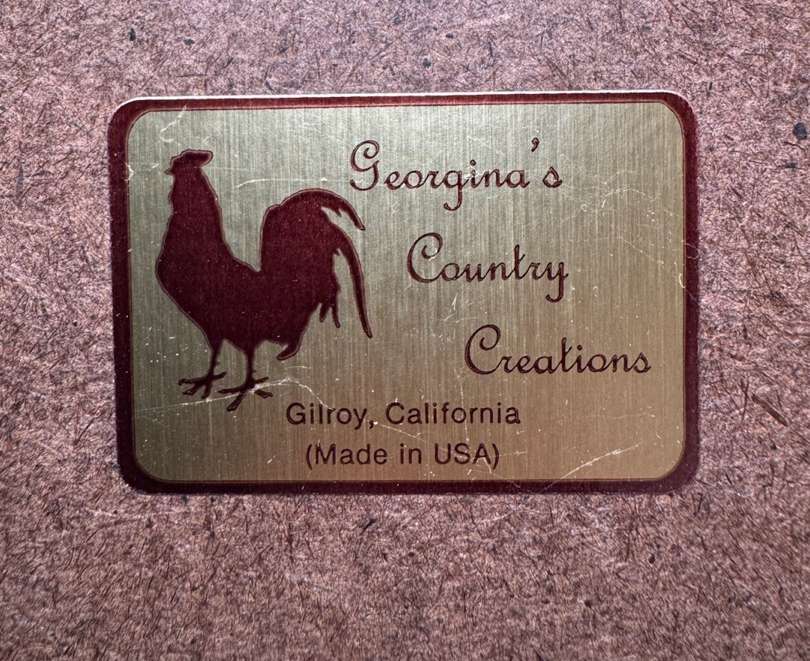 Georgina's
Country
Creations
Gilroy, California
(Made in USA)